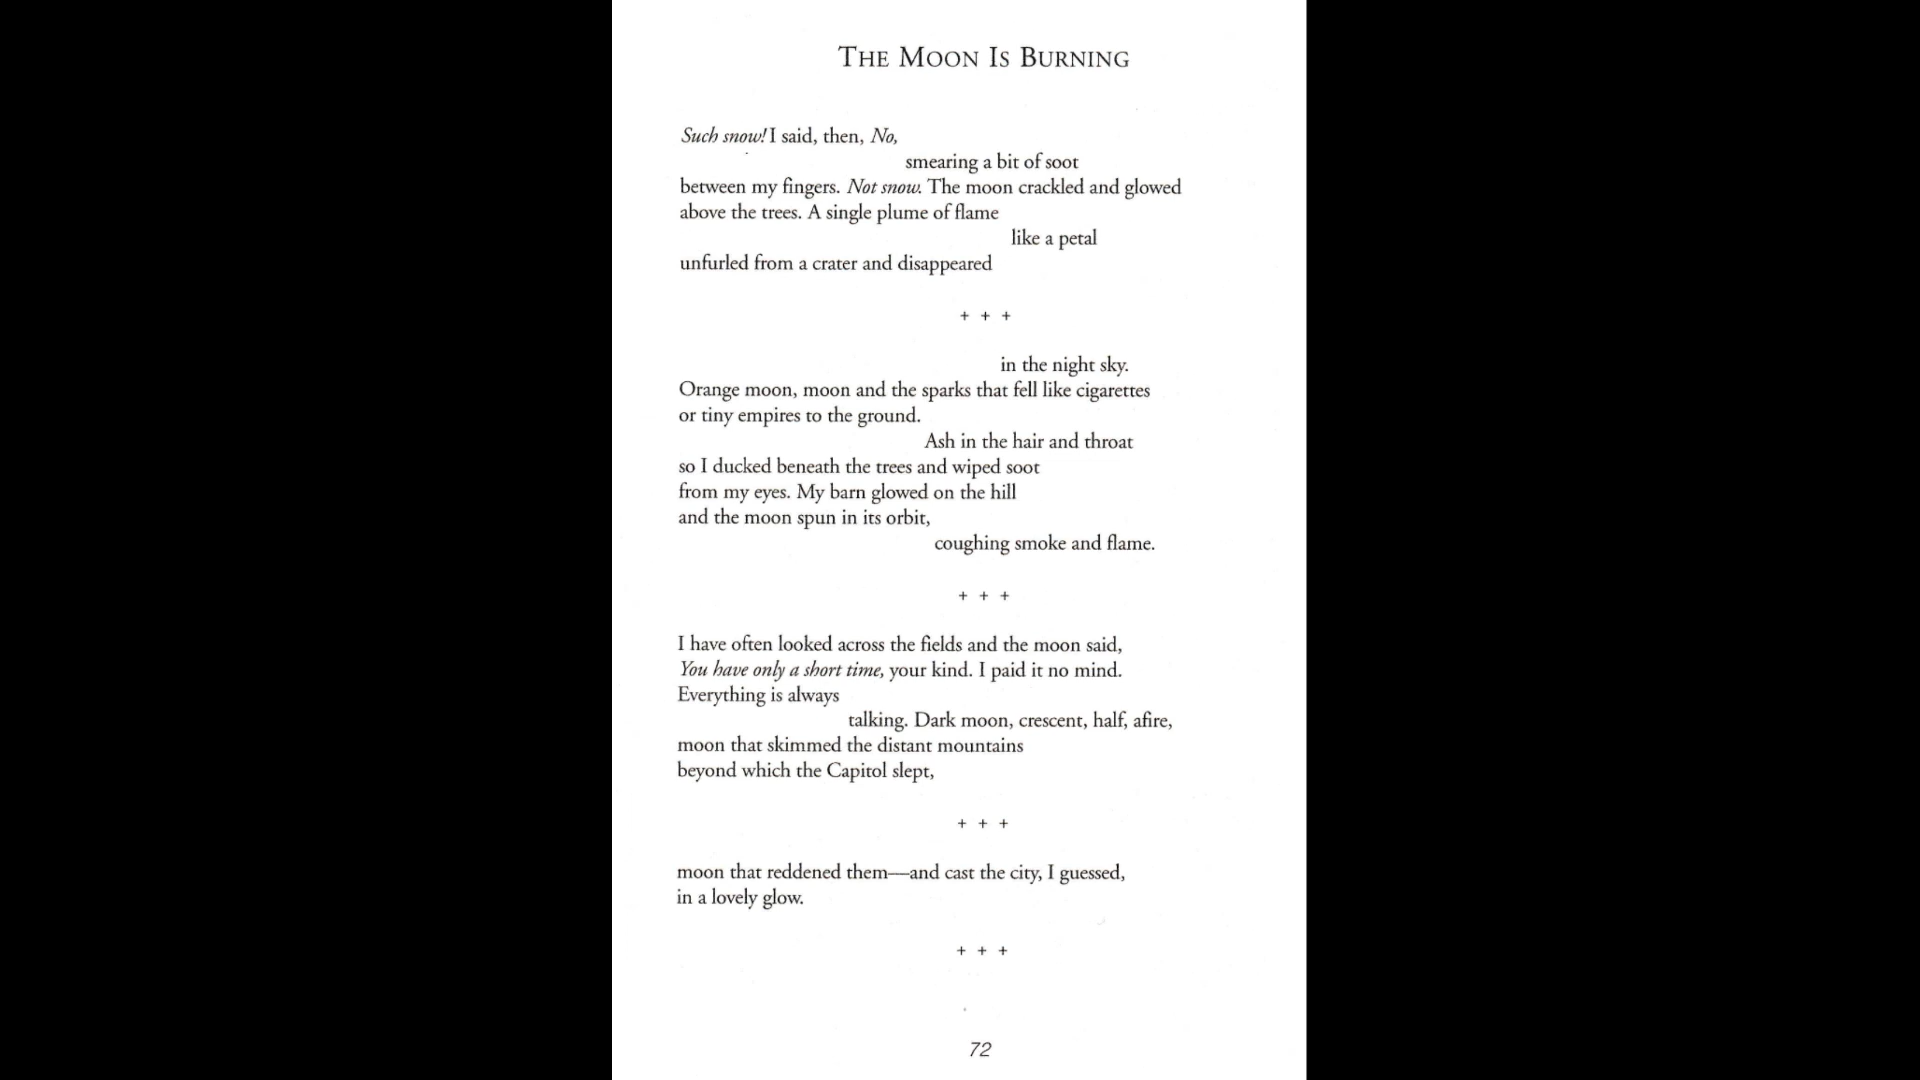 The Moon Is Burning
Such snow! I said, then, No,
smearing a bit of soot
between my fingers. Not snow. The moon crackled and glowed
above the trees. A single plume of flame
like a petal
unfurled from a crater and disappeared
+ + +
in the night sky.
Orange moon, moon and the sparks that fell like cigarettes
or tiny empires to the ground.
Ash in the hair and throat
so I ducked beneath the trees and wiped soot
from my eyes. My barn glowed on the hill
and the moon spun in its orbit,
coughing smoke and flame.
+ + +
I have often looked across the fields and the moon said,
You have only a short time, your kind. I paid it no mind.
Everything is always
talking. Dark moon, crescent, half, afire,
moon that skimmed the distant mountains
beyond which the Capitol slept,
+ + +
moon that reddened them—and cast the city, I guessed,
in a lovely glow.
+ + +
72